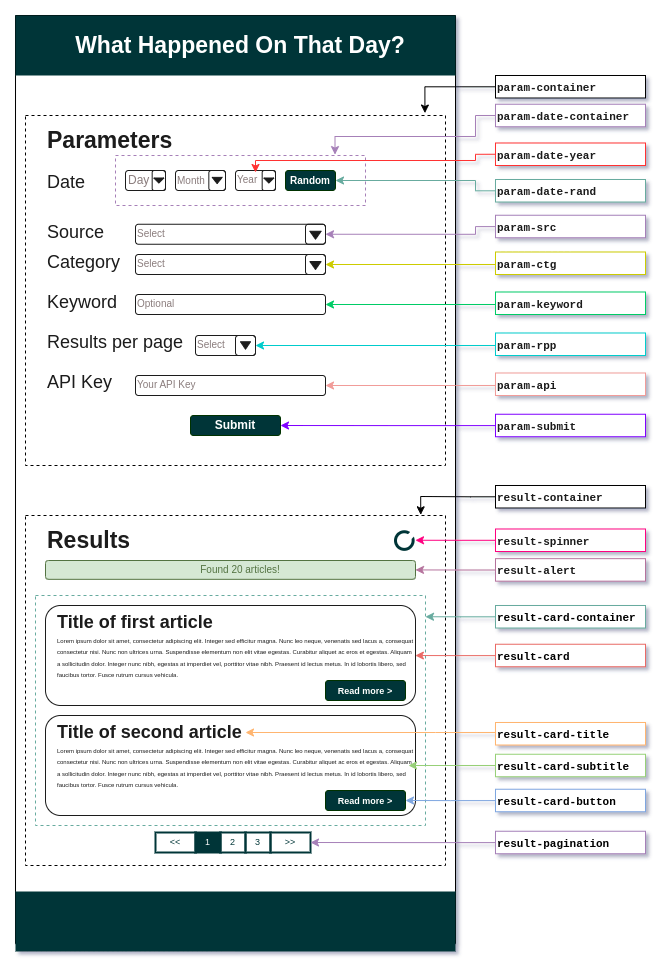 What Happened On That Day?
param-container
param-date-container
Parameters
param-date-year
Date
Day
Month
Year
Random
param-date-rand
Source
Select
param-src
Category
Select
param-ctg
Keyword
Optional
param-keyword
Results per page
Select
param-rpp
API Key
Your API Key
param-api
Submit
param-submit
result-container
Results
result-spinner
Found 20 articles!
result-alert
result-card-container
Title of first article
Lorem ipsum dolor sit amet, consectetur adipiscing elit. Integer sed efficitur magna. Nunc leo neque, venenatis sed lacus a, consequat
consectetur nisi. Nunc non ultrices urna. Suspendisse elementum non elit vitae egestas. Curabitur aliquet ac eros et egestas. Aliquam
a sollicitudin dolor. Integer nunc nibh, egestas at imperdiet vel, porttitor vitae nibh. Praesent id lectus metus. In id lobortis libero, sed
faucibus tortor. Fusce rutrum cursus vehicula.
result-card
Read more >
Title of second article
result-card-title
Lorem ipsum dolor sit amet, consectetur adipiscing elit. Integer sed efficitur magna. Nunc leo neque, venenatis sed lacus a, consequat
consectetur nisi. Nunc non ultrices urna. Suspendisse elementum non elit vitae egestas. Curabitur aliquet ac eros et egestas. Aliquam
a sollicitudin dolor. Integer nunc nibh, egestas at imperdiet vel, porttitor vitae nibh. Praesent id lectus metus. In id lobortis libero, sed
faucibus tortor. Fusce rutrum cursus vehicula.
result-card-subtitle
Read more >
result-card-button
<< 1 2 3 >>
result-pagination